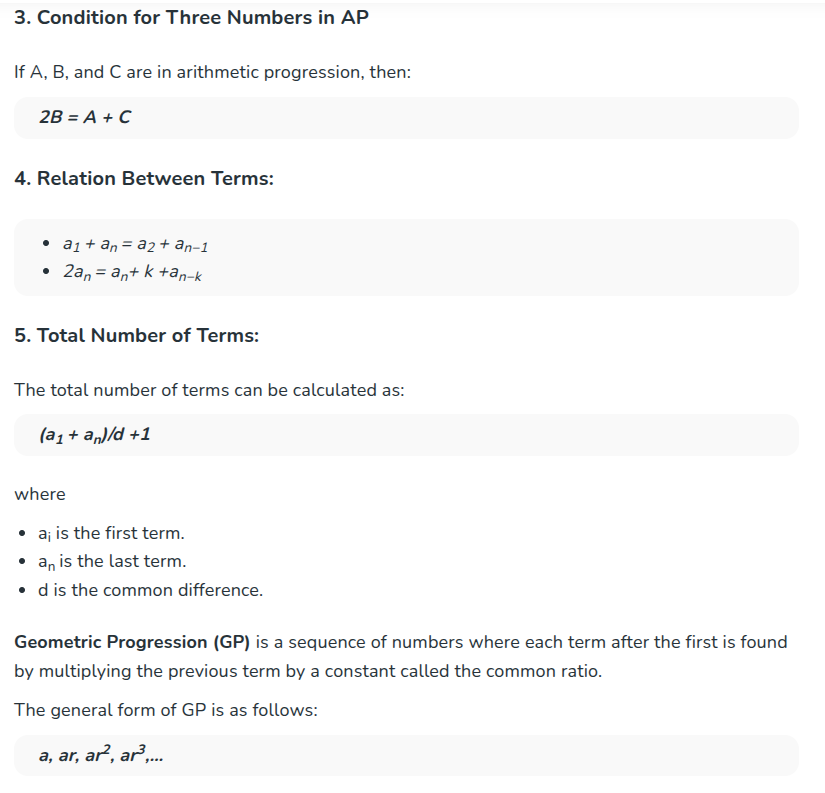 3. Condition for Three Numbers in AP
If A, B, and C are in arithmetic progression, then:
2B = A + C
4. Relation Between Terms:
• a₁ + aₙ = a₂ + aₙ₋₁
• 2aₙ = aₙ+ k +aₙ₋ₖ
5. Total Number of Terms:
The total number of terms can be calculated as:
(a₁ + aₙ)/d +1
where
• aᵢ is the first term.
• aₙ is the last term.
• d is the common difference.
Geometric Progression (GP) is a sequence of numbers where each term after the first is found
by multiplying the previous term by a constant called the common ratio.
The general form of GP is as follows:
a, ar, ar², ar³,...